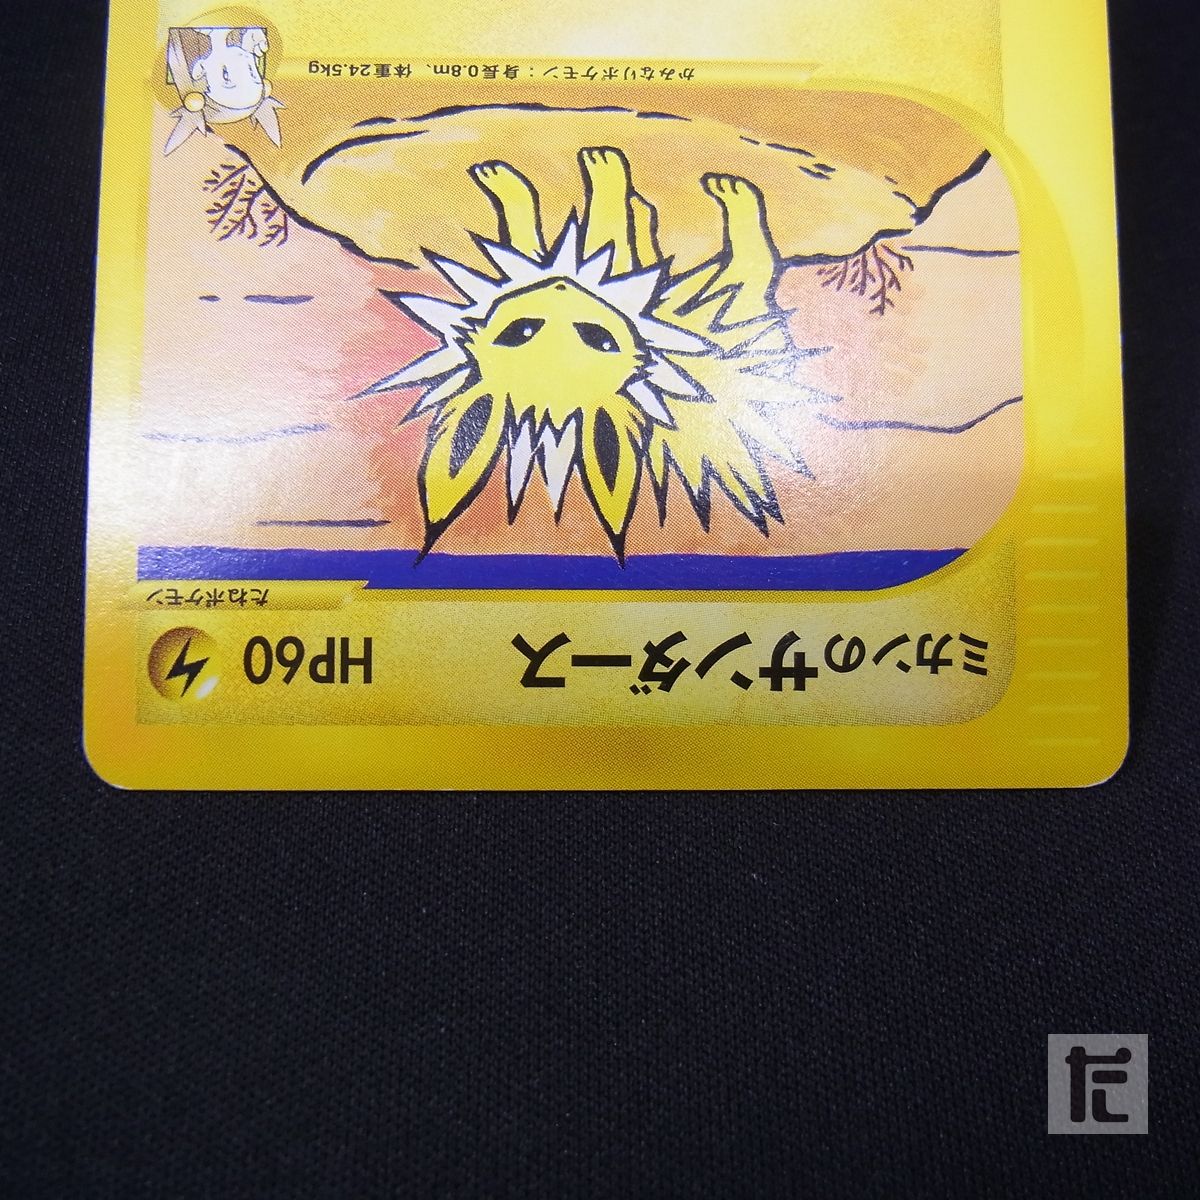 たねポケモン
ミカンのサンダース HP60
かみなりポケモン：身長0.8m、体重24.5kg